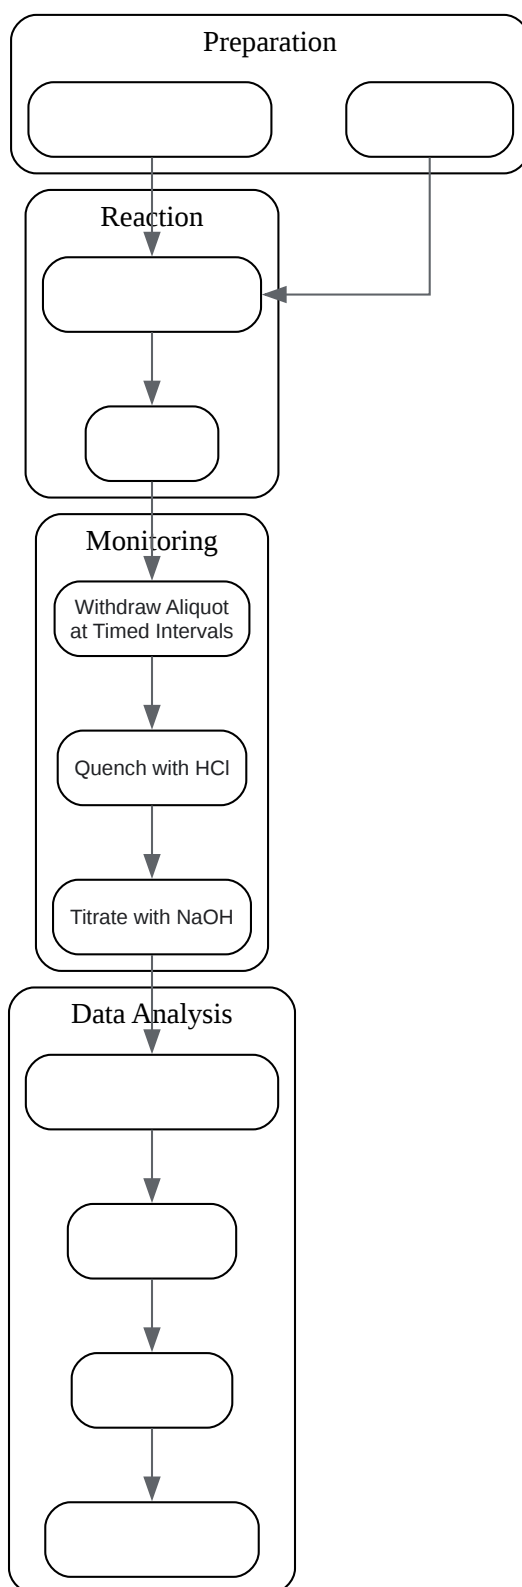 Preparation
Reaction
Monitoring
Withdraw Aliquot
at Timed Intervals
Quench with HCl
Titrate with NaOH
Data Analysis